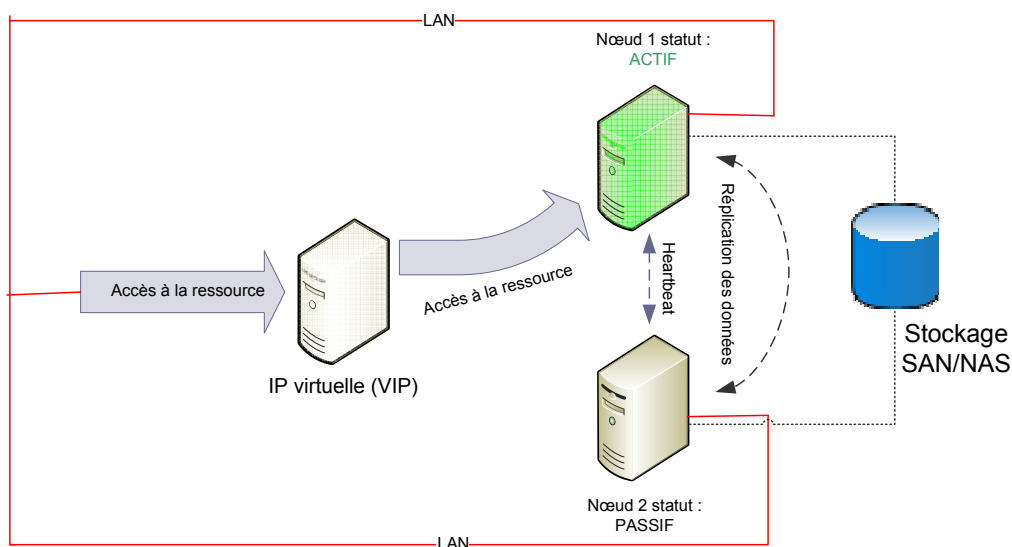 LAN
Nœud 1 statut :
ACTIF
Accès à la ressource
Accès à la ressource
IP virtuelle (VIP)
Heartbeat
Réplication des données
Stockage
SAN/NAS
Nœud 2 statut :
PASSIF
LAN